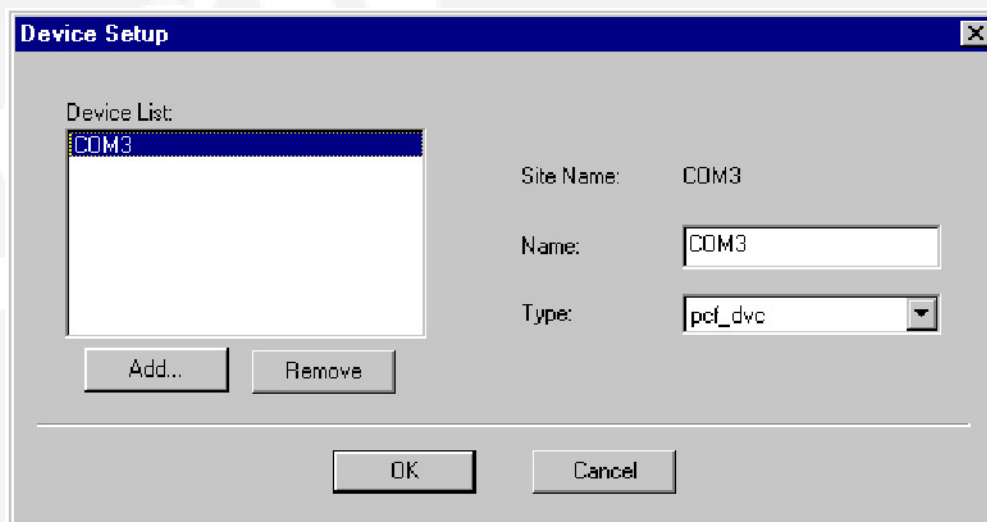 Device Setup
Device List:
COM3
Site Name: COM3
Name: COM3
Type: pcf_dvc
Add... Remove
OK Cancel